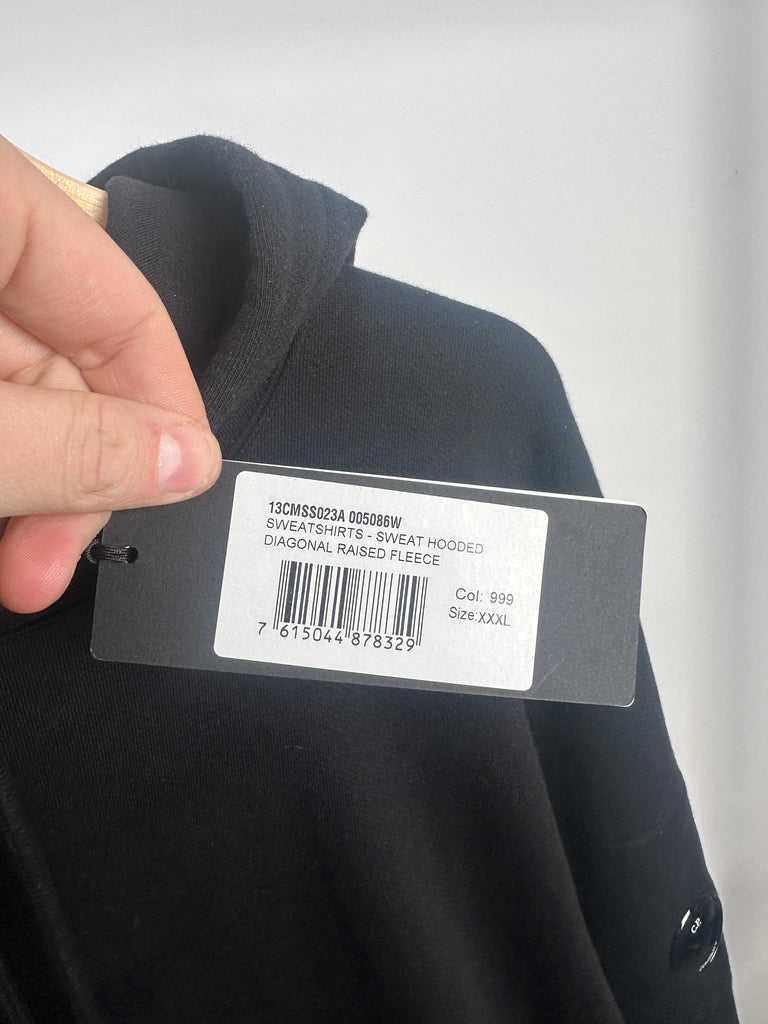 13CMSS023A 005086W
SWEATSHIRTS - SWEAT HOODED
DIAGONAL RAISED FLEECE
Col: 999
Size:XXXL
7 615044 878329
C.P.